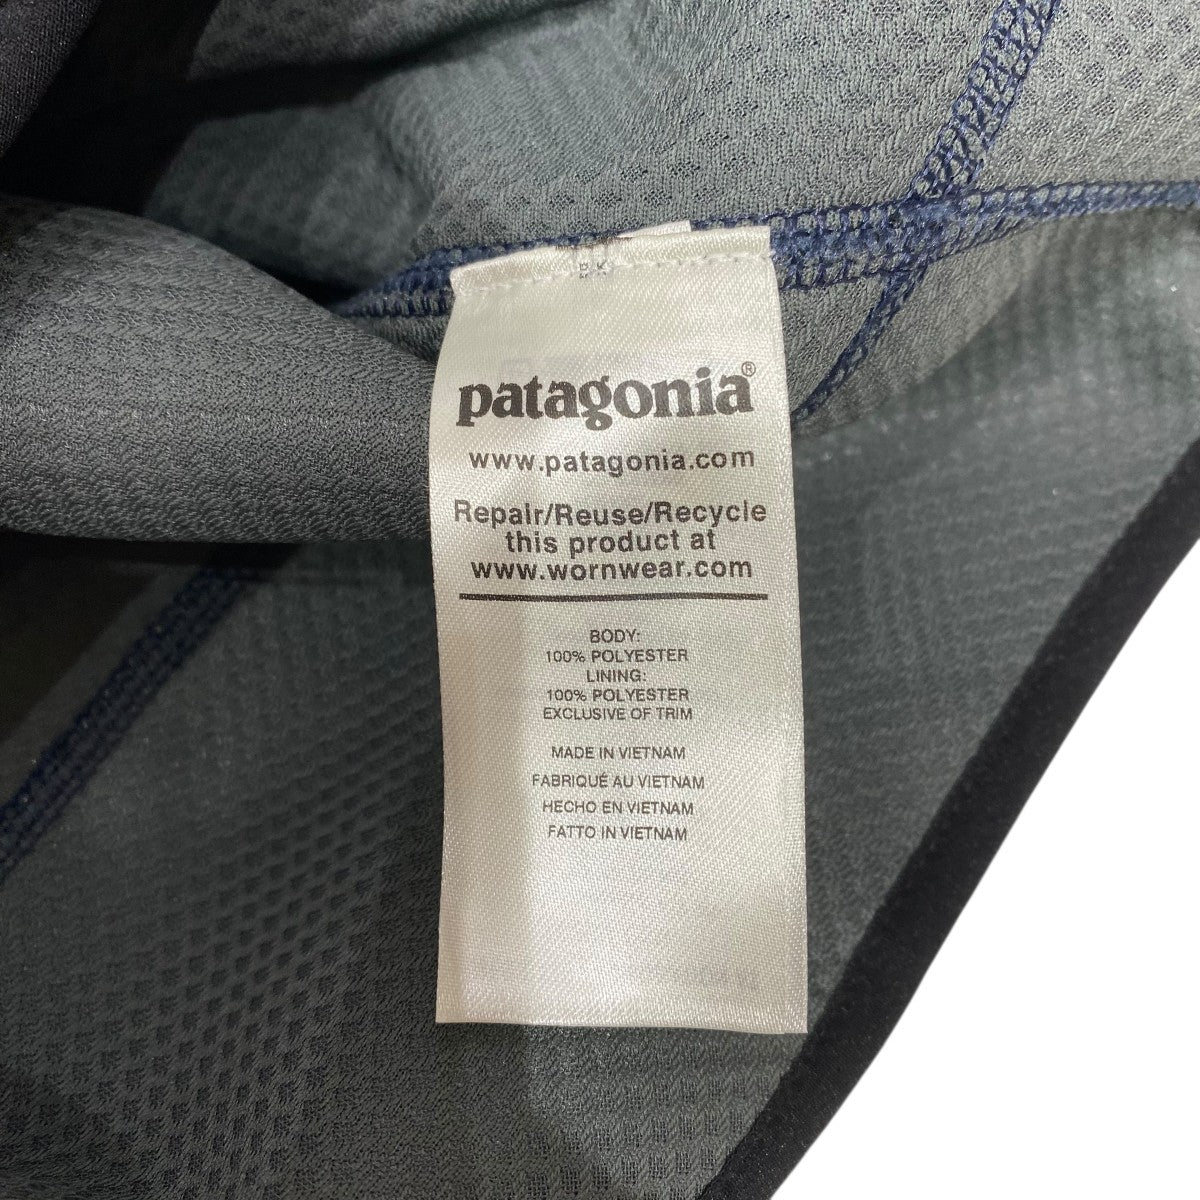 patagonia®
www.patagonia.com
Repair/Reuse/Recycle
this product at
www.wornwear.com
BODY:
100% POLYESTER
LINING:
100% POLYESTER
EXCLUSIVE OF TRIM
MADE IN VIETNAM
FABRIQUÉ AU VIETNAM
HECHO EN VIETNAM
FATTO IN VIETNAM